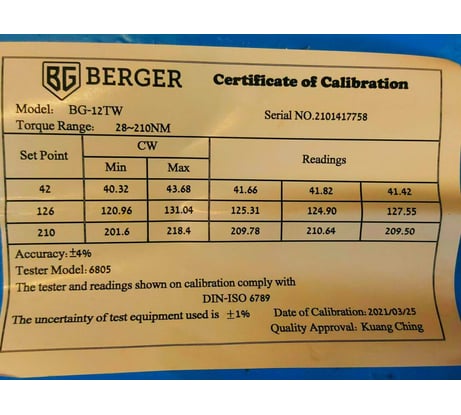 BG BERGER Certificate of Calibration
Model: BG-12TW Serial NO.2101417758
Torque Range: 28~210NM
Set Point CW Readings
Min Max
42 40.32 43.68 41.66 41.82 41.42
126 120.96 131.04 125.31 124.90 127.55
210 201.6 218.4 209.78 210.64 209.50
Accuracy:±4%
Tester Model: 6805
The tester and readings shown on calibration comply with
DIN-ISO 6789
The uncertainty of test equipment used is ±1% Date of Calibration:2021/03/25
Quality Approval: Kuang Ching